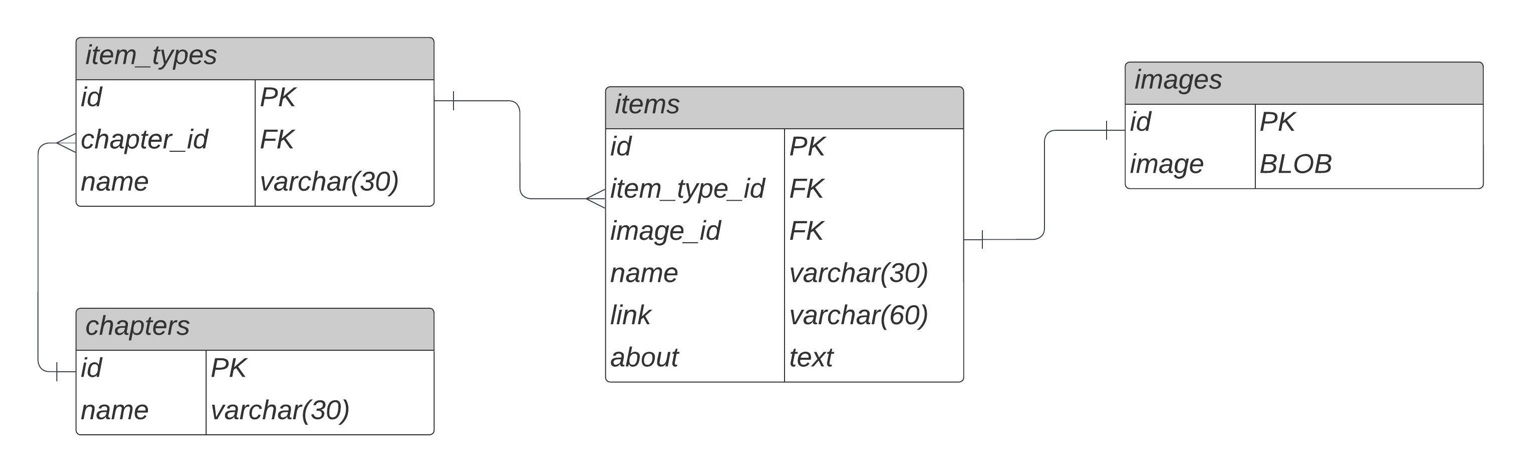 item_types
id PK
chapter_id FK
name varchar(30)
chapters
id PK
name varchar(30)
items
id PK
item_type_id FK
image_id FK
name varchar(30)
link varchar(60)
about text
images
id PK
image BLOB